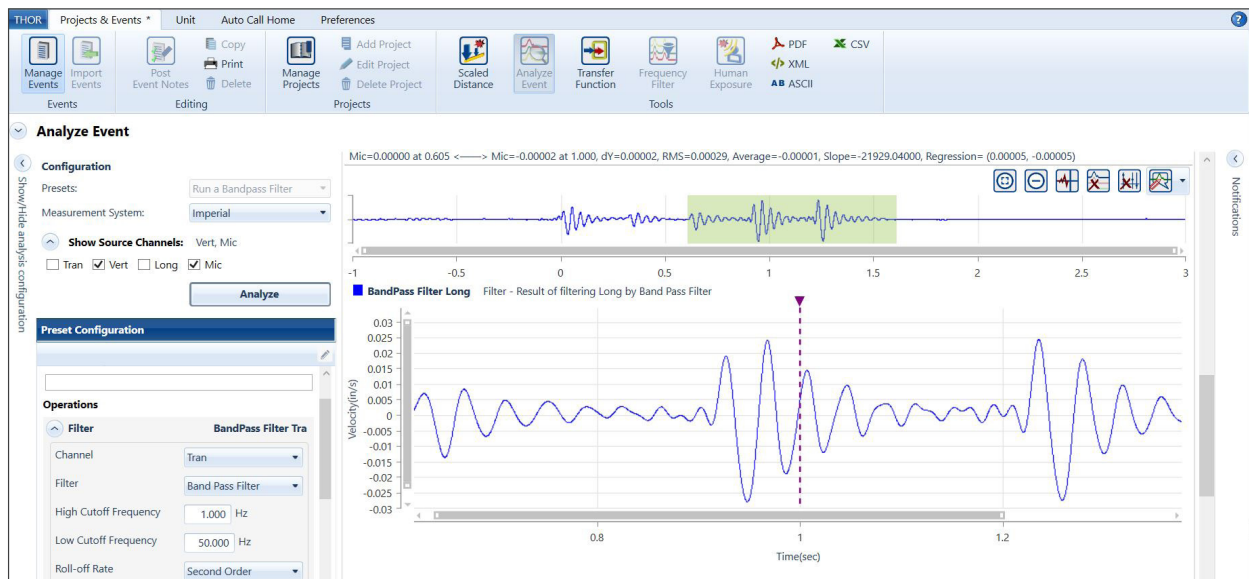 THOR Projects & Events * Unit Auto Call Home Preferences
Manage Events
Import Events
Events
Post Event Notes
Copy
Print
Delete
Editing
Manage Projects
Add Project
Edit Project
Delete Project
Projects
Scaled Distance
Analyze Event
Transfer Function
Frequency Filter
Human Exposure
PDF
XML
AB ASCII
CSV
Tools
Analyze Event
Show/Hide analysis configuration
Configuration
Presets: Run a Bandpass Filter
Measurement System: Imperial
Show Source Channels: Vert, Mic
Tran Vert Long Mic
Analyze
Preset Configuration
Operations
Filter BandPass Filter Tra
Channel Tran
Filter Band Pass Filter
High Cutoff Frequency 1.000 Hz
Low Cutoff Frequency 50.000 Hz
Roll-off Rate Second Order
Mic=0.00000 at 0.605 <——> Mic=-0.00002 at 1.000, dY=0.00002, RMS=0.00029, Average=-0.00001, Slope=-21929.04000, Regression= (0.00005, -0.00005)
-1 -0.5 0 0.5 1 1.5 2 2.5 3
BandPass Filter Long Filter - Result of filtering Long by Band Pass Filter
Velocity(in/s)
0.03
0.025
0.02
0.015
0.01
0.005
0
-0.005
-0.01
-0.015
-0.02
-0.025
-0.03
0.8 1 1.2
Time(sec)
Notifications